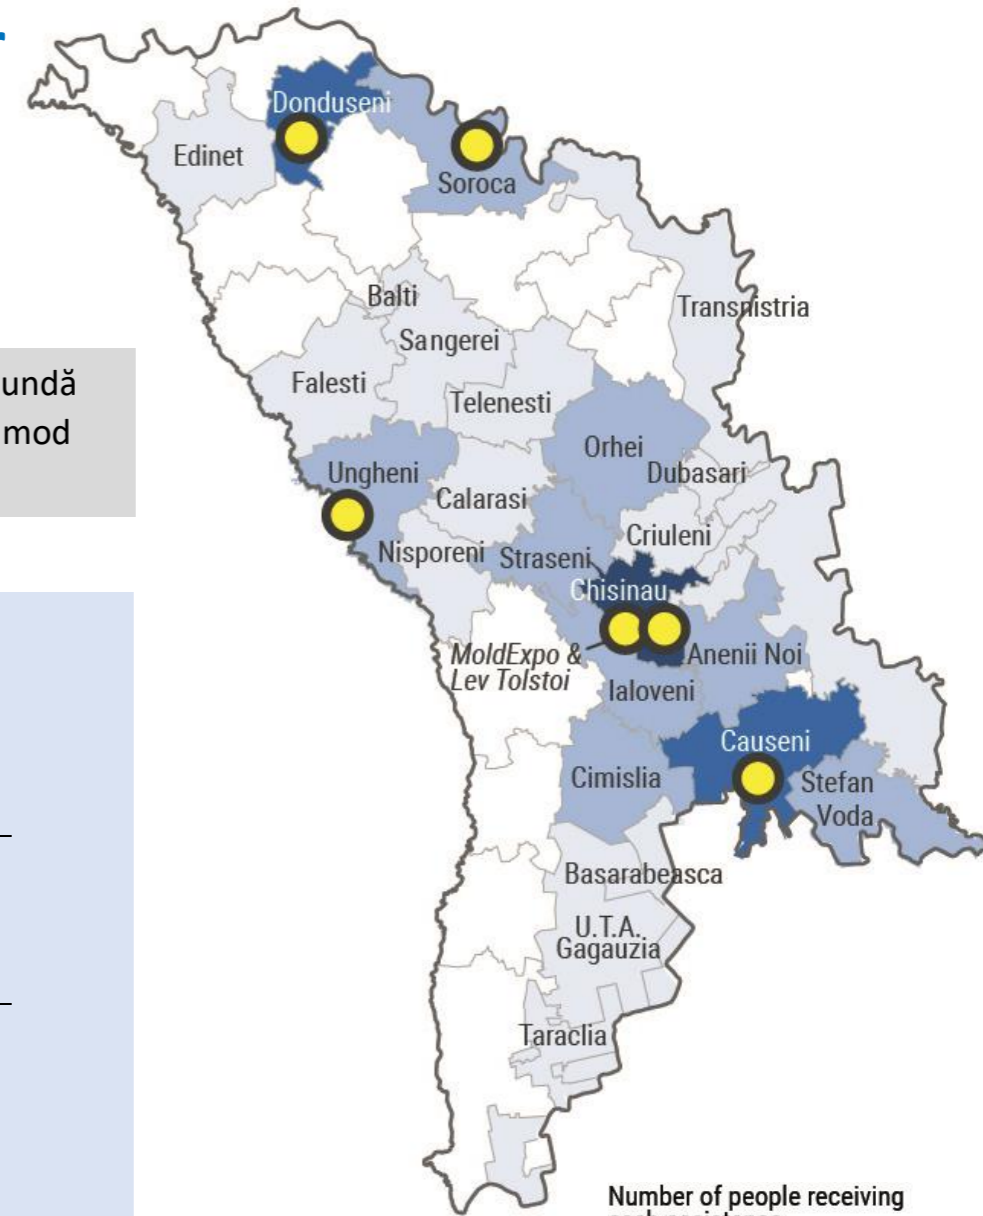 undă
mod
Donduseni
Edinet
Soroca
Balti
Transnistria
Sangerei
Falesti
Telenesti
Orhei
Ungheni
Dubasari
Calarasi
Criuleni
Nisporeni
Straseni
Chisinau
MoldExpo &
Lev Tolstoi
Anenii Noi
Ialoveni
Causeni
Cimislia
Stefan
Voda
Basarabeasca
U.T.A.
Gagauzia
Taraclia
Number of people receiving